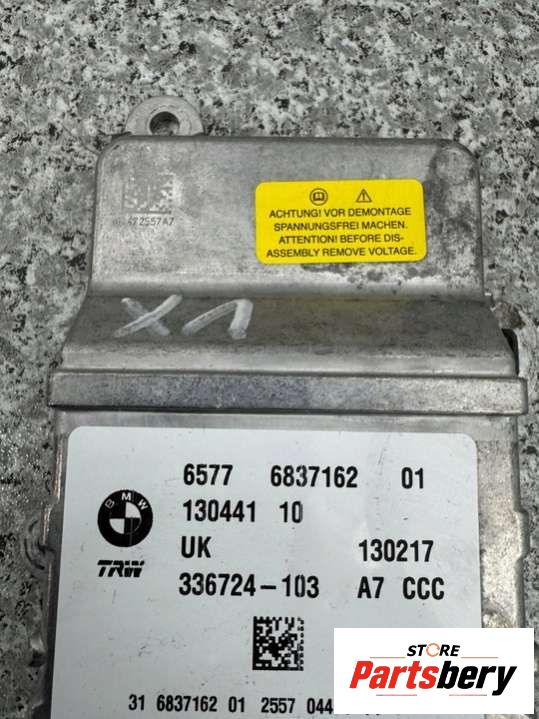 472557A7
ACHTUNG! VOR DEMONTAGE
SPANNUNGSFREI MACHEN.
ATTENTION! BEFORE DIS-
ASSEMBLY REMOVE VOLTAGE.
X1
6577 6837162 01
BMW
130441 10
UK 130217
TRW
336724-103 A7 CCC
31 6837162 01 2557 044
STORE
Partsbery